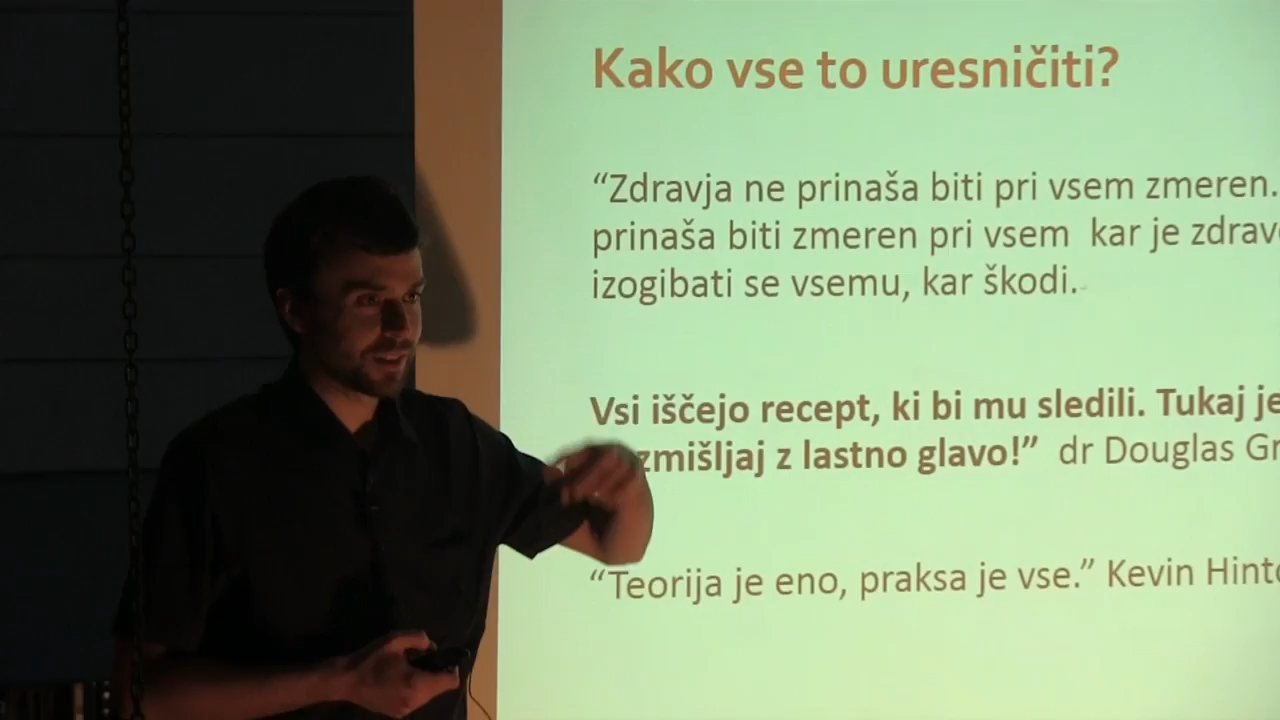 Kako vse to uresničiti?
“Zdravja ne prinaša biti pri vsem zmeren.
prinaša biti zmeren pri vsem kar je
izogibati se vsemu, kar škodi.
Vsi iščejo recept, ki bi mu sledili. Tukaj je
z lastno glavo!” dr Douglas
“Teorija je eno, praksa je vse.” Kevin